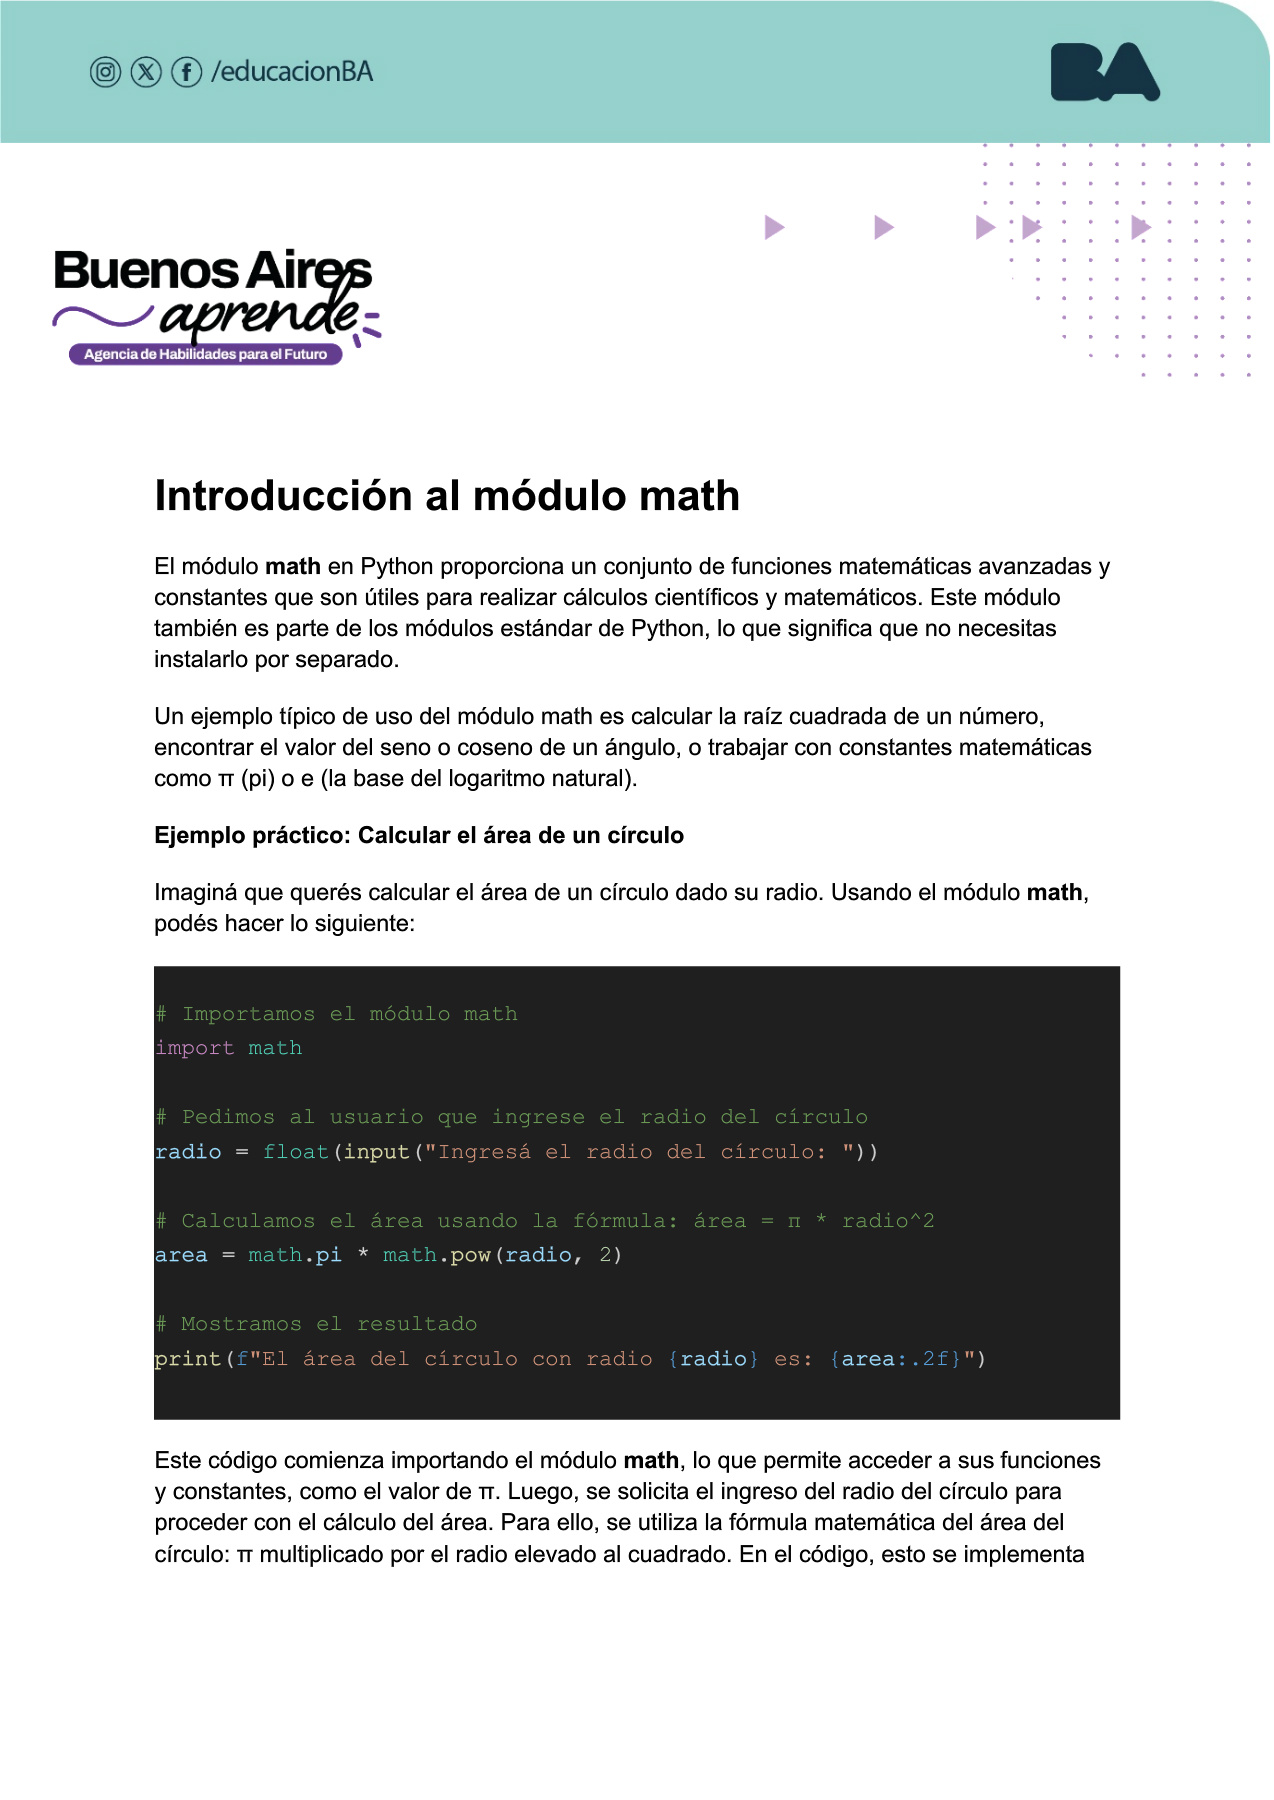 /educacionBA
BA
Buenos Aires
aprende
Agencia de Habilidades para el Futuro
Introducción al módulo math
El módulo math en Python proporciona un conjunto de funciones matemáticas avanzadas y
constantes que son útiles para realizar cálculos científicos y matemáticos. Este módulo
también es parte de los módulos estándar de Python, lo que significa que no necesitas
instalarlo por separado.
Un ejemplo típico de uso del módulo math es calcular la raíz cuadrada de un número,
encontrar el valor del seno o coseno de un ángulo, o trabajar con constantes matemáticas
como π (pi) o e (la base del logaritmo natural).
Ejemplo práctico: Calcular el área de un círculo
Imaginá que querés calcular el área de un círculo dado su radio. Usando el módulo math,
podés hacer lo siguiente:
# Importamos el módulo math
import math
# Pedimos al usuario que ingrese el radio del círculo
radio = float(input("Ingresá el radio del círculo: "))
# Calculamos el área usando la fórmula: área = π * radio^2
area = math.pi * math.pow(radio, 2)
# Mostramos el resultado
print(f"El área del círculo con radio {radio} es: {area:.2f}")
Este código comienza importando el módulo math, lo que permite acceder a sus funciones
y constantes, como el valor de π. Luego, se solicita el ingreso del radio del círculo para
proceder con el cálculo del área. Para ello, se utiliza la fórmula matemática del área del
círculo: π multiplicado por el radio elevado al cuadrado. En el código, esto se implementa